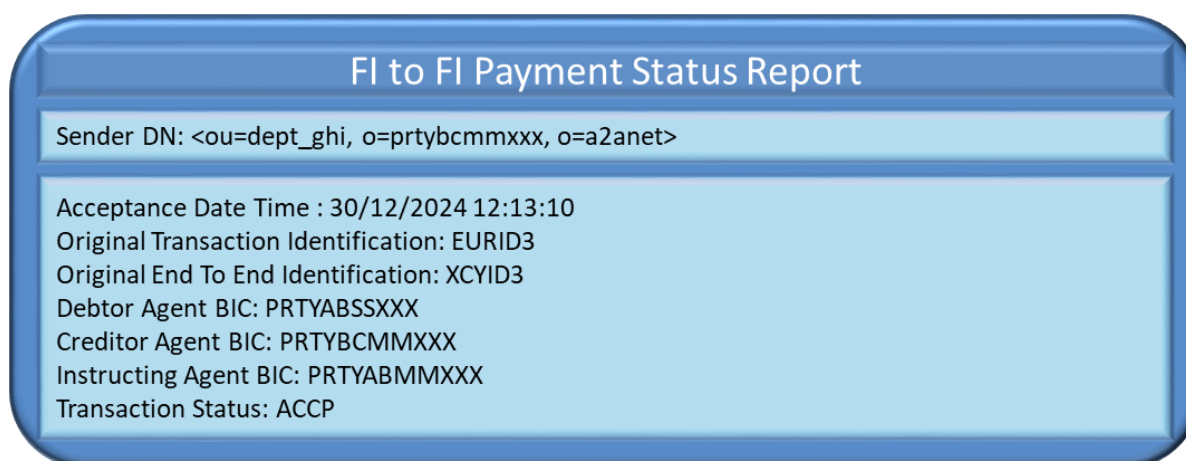 FI to FI Payment Status Report
Sender DN: <ou=dept_ghi, o=prtybcmmxxx, o=a2anet>
Acceptance Date Time : 30/12/2024 12:13:10
Original Transaction Identification: EURID3
Original End To End Identification: XCYID3
Debtor Agent BIC: PRTYABSSXXX
Creditor Agent BIC: PRTYBCMMXXX
Instructing Agent BIC: PRTYABMMXXX
Transaction Status: ACCP